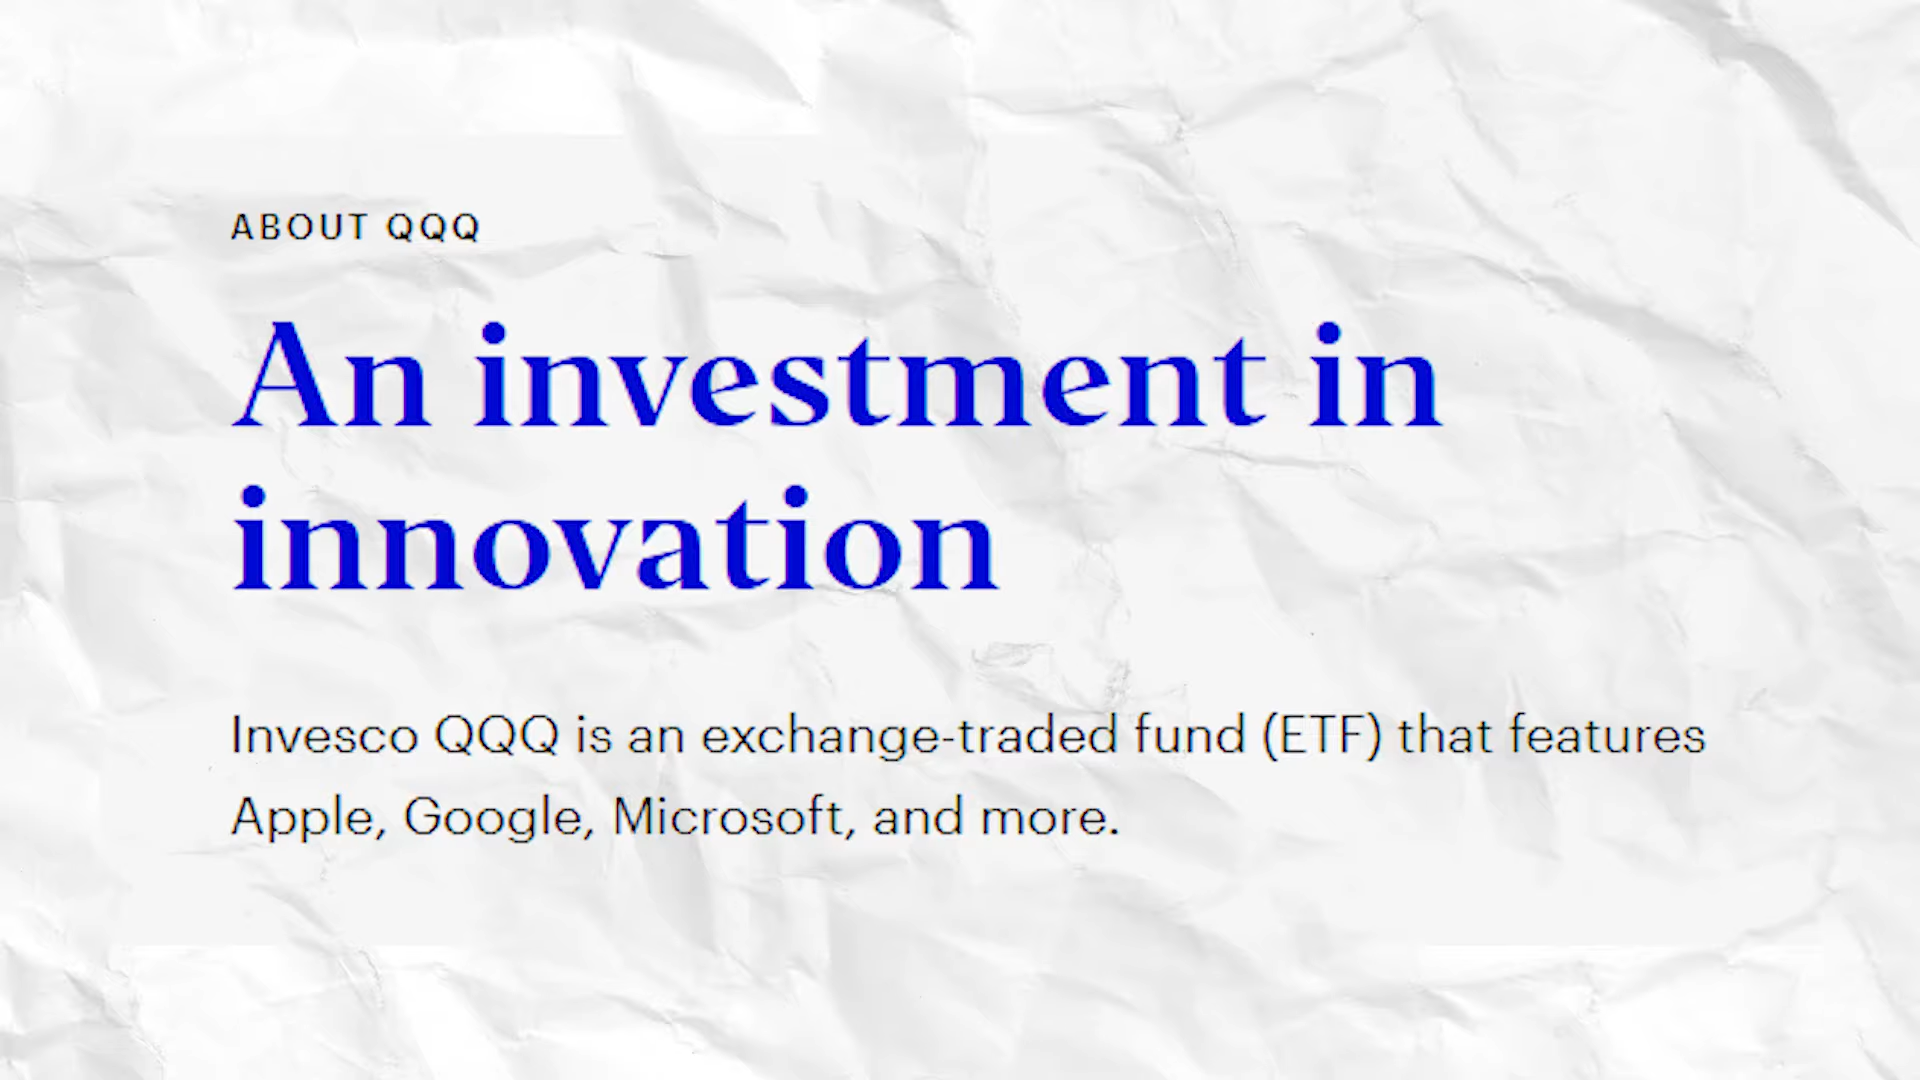 ABOUT QQQ
An investment in
innovation
Invesco QQQ is an exchange-traded fund (ETF) that features
Apple, Google, Microsoft, and more.